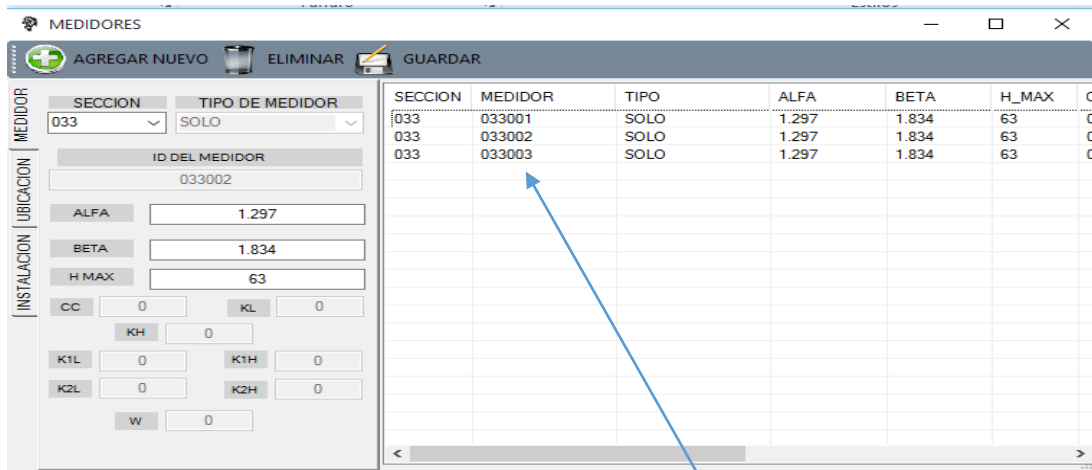 MEDIDORES
AGREGAR NUEVO ELIMINAR GUARDAR
MEDIDOR
UBICACION
INSTALACION
SECCION TIPO DE MEDIDOR
033 SOLO
ID DEL MEDIDOR
033002
ALFA 1.297
BETA 1.834
H MAX 63
CC 0 KL 0
KH 0
K1L 0 K1H 0
K2L 0 K2H 0
W 0
SECCION MEDIDOR TIPO ALFA BETA H_MAX
033 033001 SOLO 1.297 1.834 63
033 033002 SOLO 1.297 1.834 63
033 033003 SOLO 1.297 1.834 63